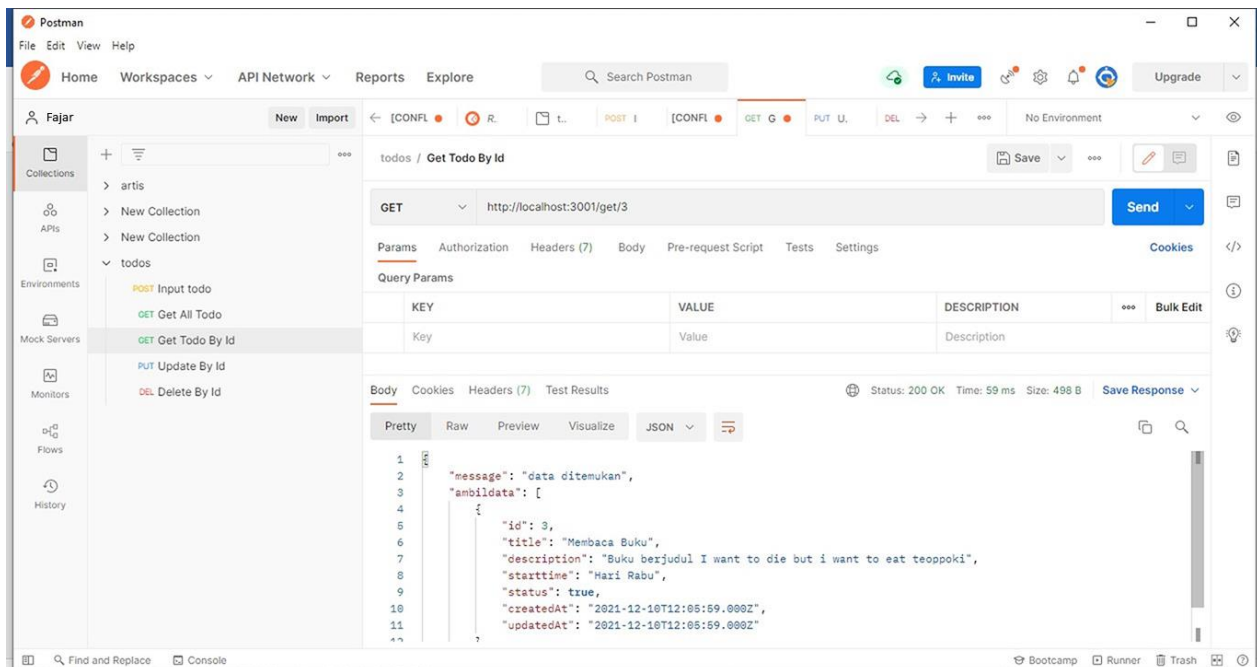 Postman
File Edit View Help
Home Workspaces API Network Reports Explore Search Postman Invite Upgrade
Fajar New Import [CONFL R. t.. POST I [CONFL GET G PUT U. DEL No Environment
Collections
APIs
Environments
Mock Servers
Monitors
Flows
History
artis
New Collection
New Collection
todos
POST Input todo
GET Get All Todo
GET Get Todo By Id
PUT Update By Id
DEL Delete By Id
todos / Get Todo By Id Save
GET http://localhost:3001/get/3 Send
Params Authorization Headers (7) Body Pre-request Script Tests Settings Cookies
Query Params
KEY VALUE DESCRIPTION Bulk Edit
Key Value Description
Body Cookies Headers (7) Test Results Status: 200 OK Time: 59 ms Size: 498 B Save Response
Pretty Raw Preview Visualize JSON
1 {
2 "message": "data ditemukan",
3 "ambildata": [
4 {
5 "id": 3,
6 "title": "Membaca Buku",
7 "description": "Buku berjudul I want to die but i want to eat teoppoki",
8 "starttime": "Hari Rabu",
9 "status": true,
10 "createdAt": "2021-12-10T12:05:59.000Z",
11 "updatedAt": "2021-12-10T12:05:59.000Z"
Find and Replace Console Bootcamp Runner Trash